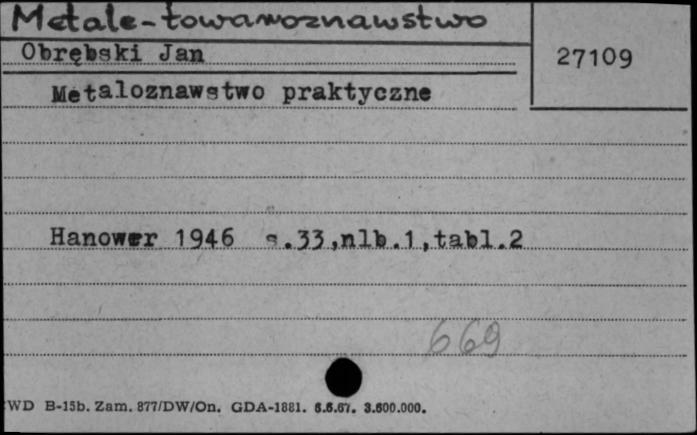 Metale-towaroznawstwo
Obrębski Jan
27109
Metaloznawstwo praktyczne
Hanower 1946 s.33,nlb.1,tabl.2
669
WD B-15b. Zam. 877/DW/On. GDA-1881. 6.6.67. 3.600.000.